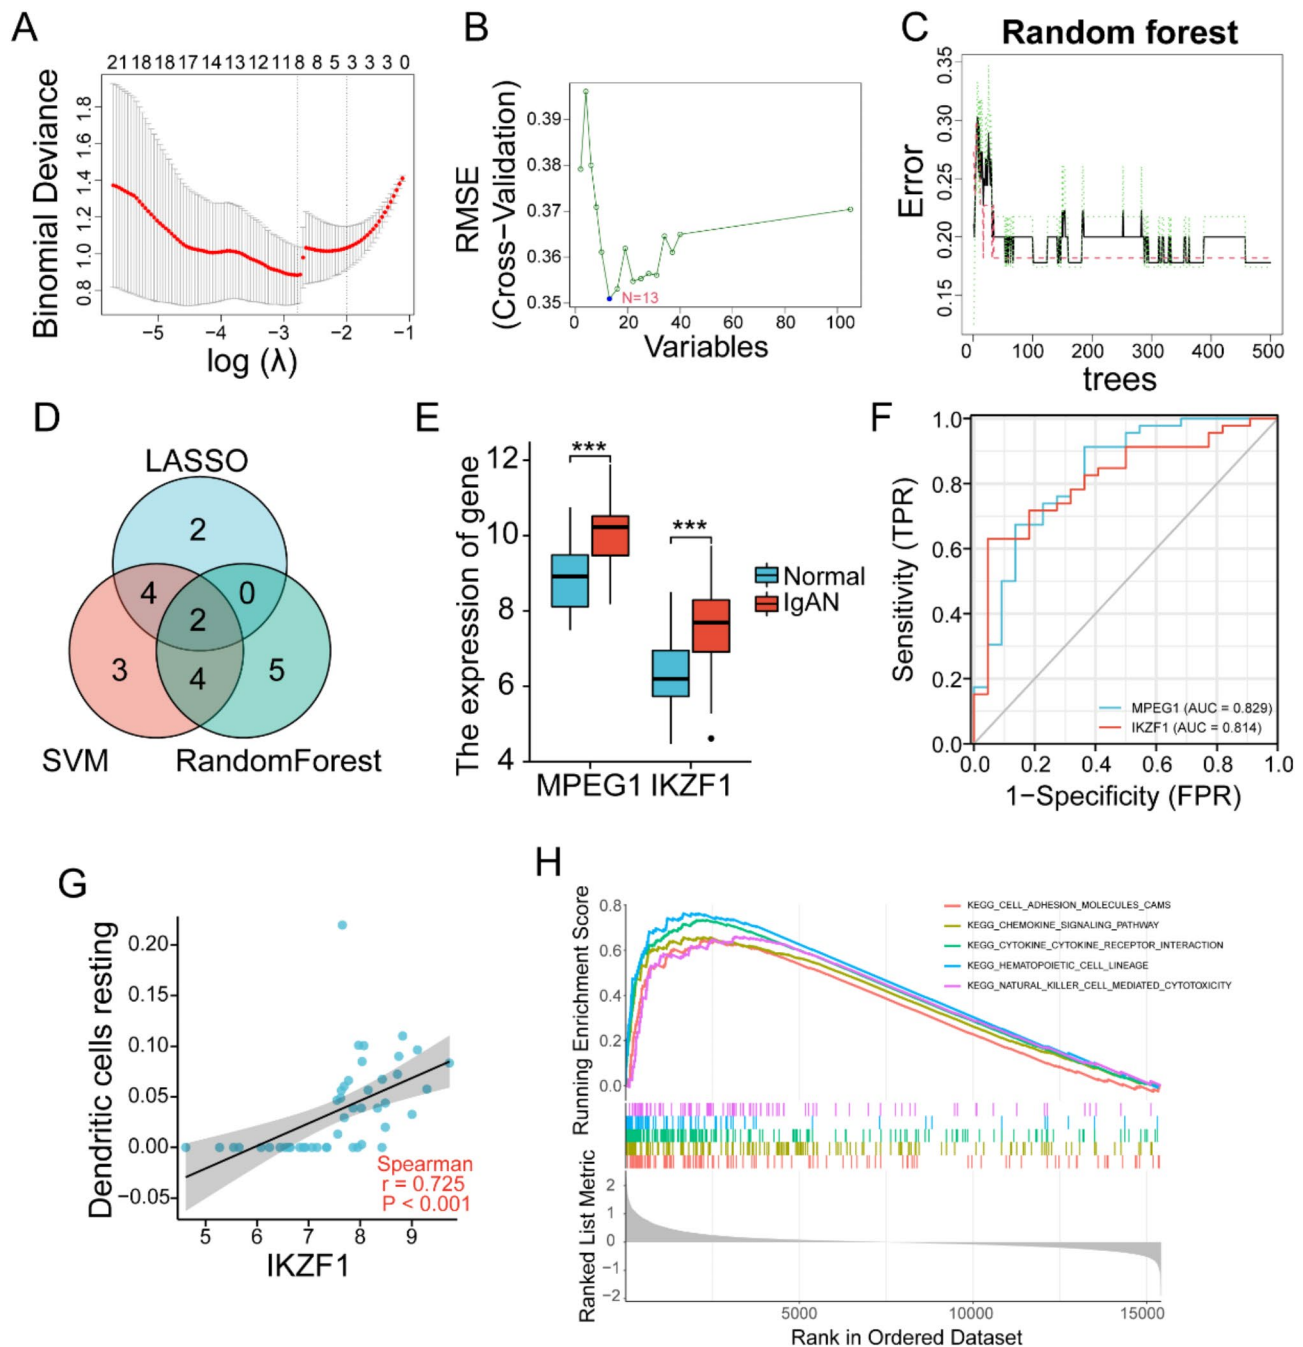 A
21 18 18 17 14 13 12 11 8 8 5 3 3 3 0
Binomial Deviance
1.8
1.6
1.4
1.2
1.0
0.8
−5 −4 −3 −2 −1
log (λ)
B
RMSE
(Cross−Validation)
0.39
0.38
0.37
0.36
0.35
N=13
0 20 40 60 80 100
Variables
C
Random forest
Error
0.35
0.30
0.25
0.20
0.15
0 100 200 300 400 500
trees
D
LASSO
2
4 0
2
3 4 5
SVM RandomForest
E
The expression of gene
12
10
8
6
4
*** 
***
Normal
IgAN
MPEG1 IKZF1
F
Sensitivity (TPR)
1.0
0.8
0.6
0.4
0.2
0.0
MPEG1 (AUC = 0.829)
IKZF1 (AUC = 0.814)
0.0 0.2 0.4 0.6 0.8 1.0
1−Specificity (FPR)
G
Dendritic cells resting
0.20
0.15
0.10
0.05
0.00
−0.05
Spearman
r = 0.725
P < 0.001
5 6 7 8 9
IKZF1
H
Running Enrichment Score
0.8
0.6
0.4
0.2
0.0
KEGG_CELL_ADHESION_MOLECULES_CAMS
KEGG_CHEMOKINE_SIGNALING_PATHWAY
KEGG_CYTOKINE_CYTOKINE_RECEPTOR_INTERACTION
KEGG_HEMATOPOIETIC_CELL_LINEAGE
KEGG_NATURAL_KILLER_CELL_MEDIATED_CYTOTOXICITY
Ranked List Metric
2
1
0
−1
−2
5000 10000 15000
Rank in Ordered Dataset